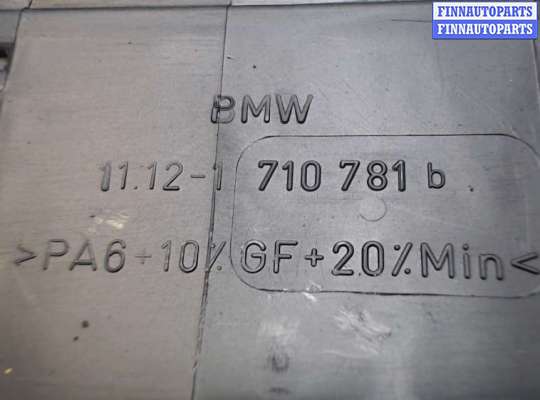 FINNAUTOPARTS
FINNAUTOPARTS
BMW
11.12-1 710 781 b
>PA6+10%GF+20%Min<